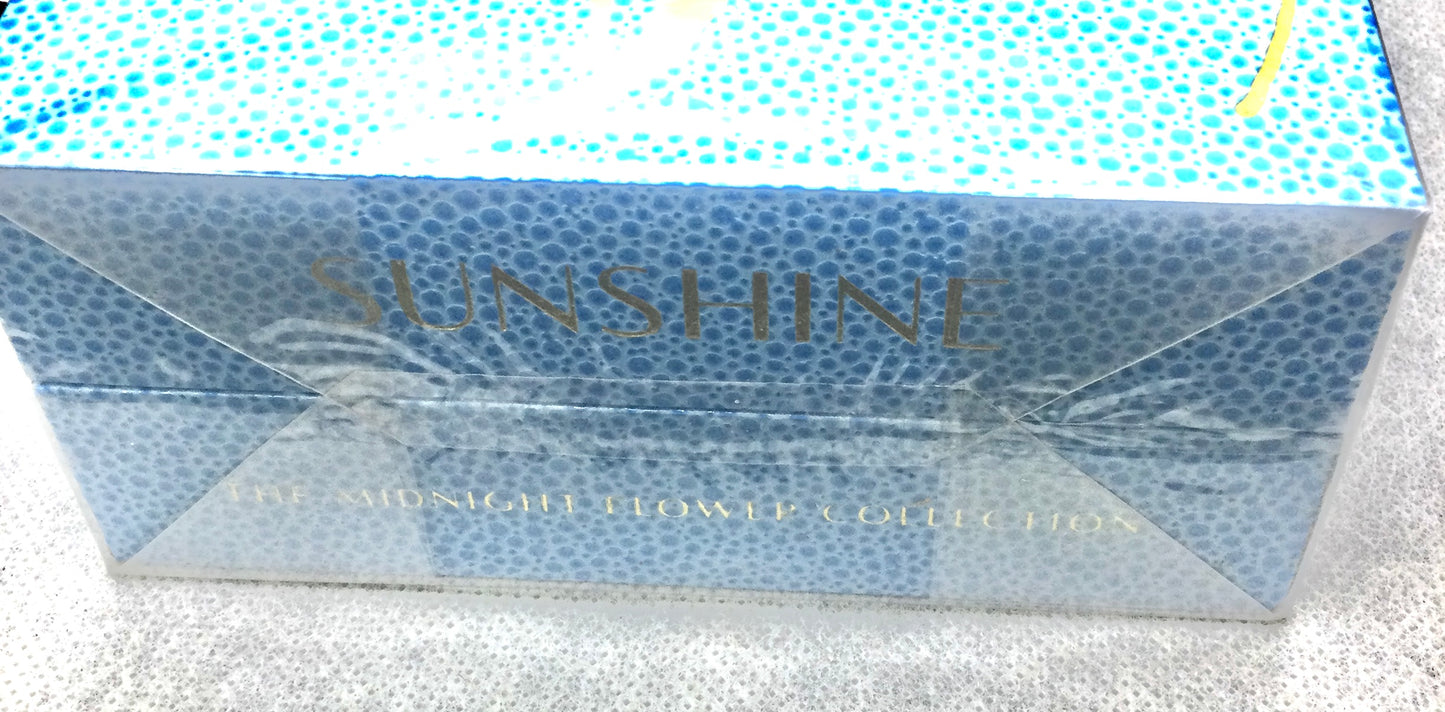 SUNSHINE
THE MIDNIGHT FLOWER COLLECTION